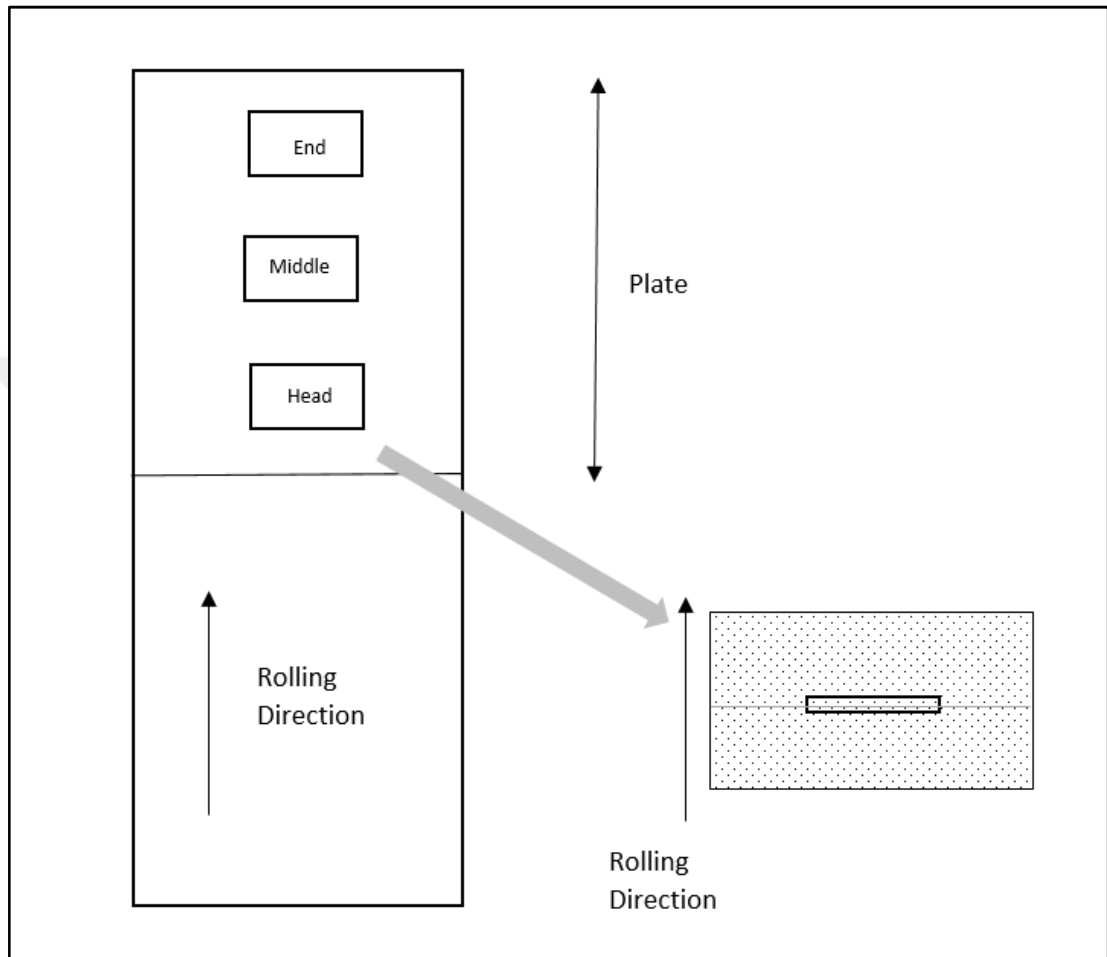 End
Middle
Plate
Head
Rolling
Direction
Rolling
Direction